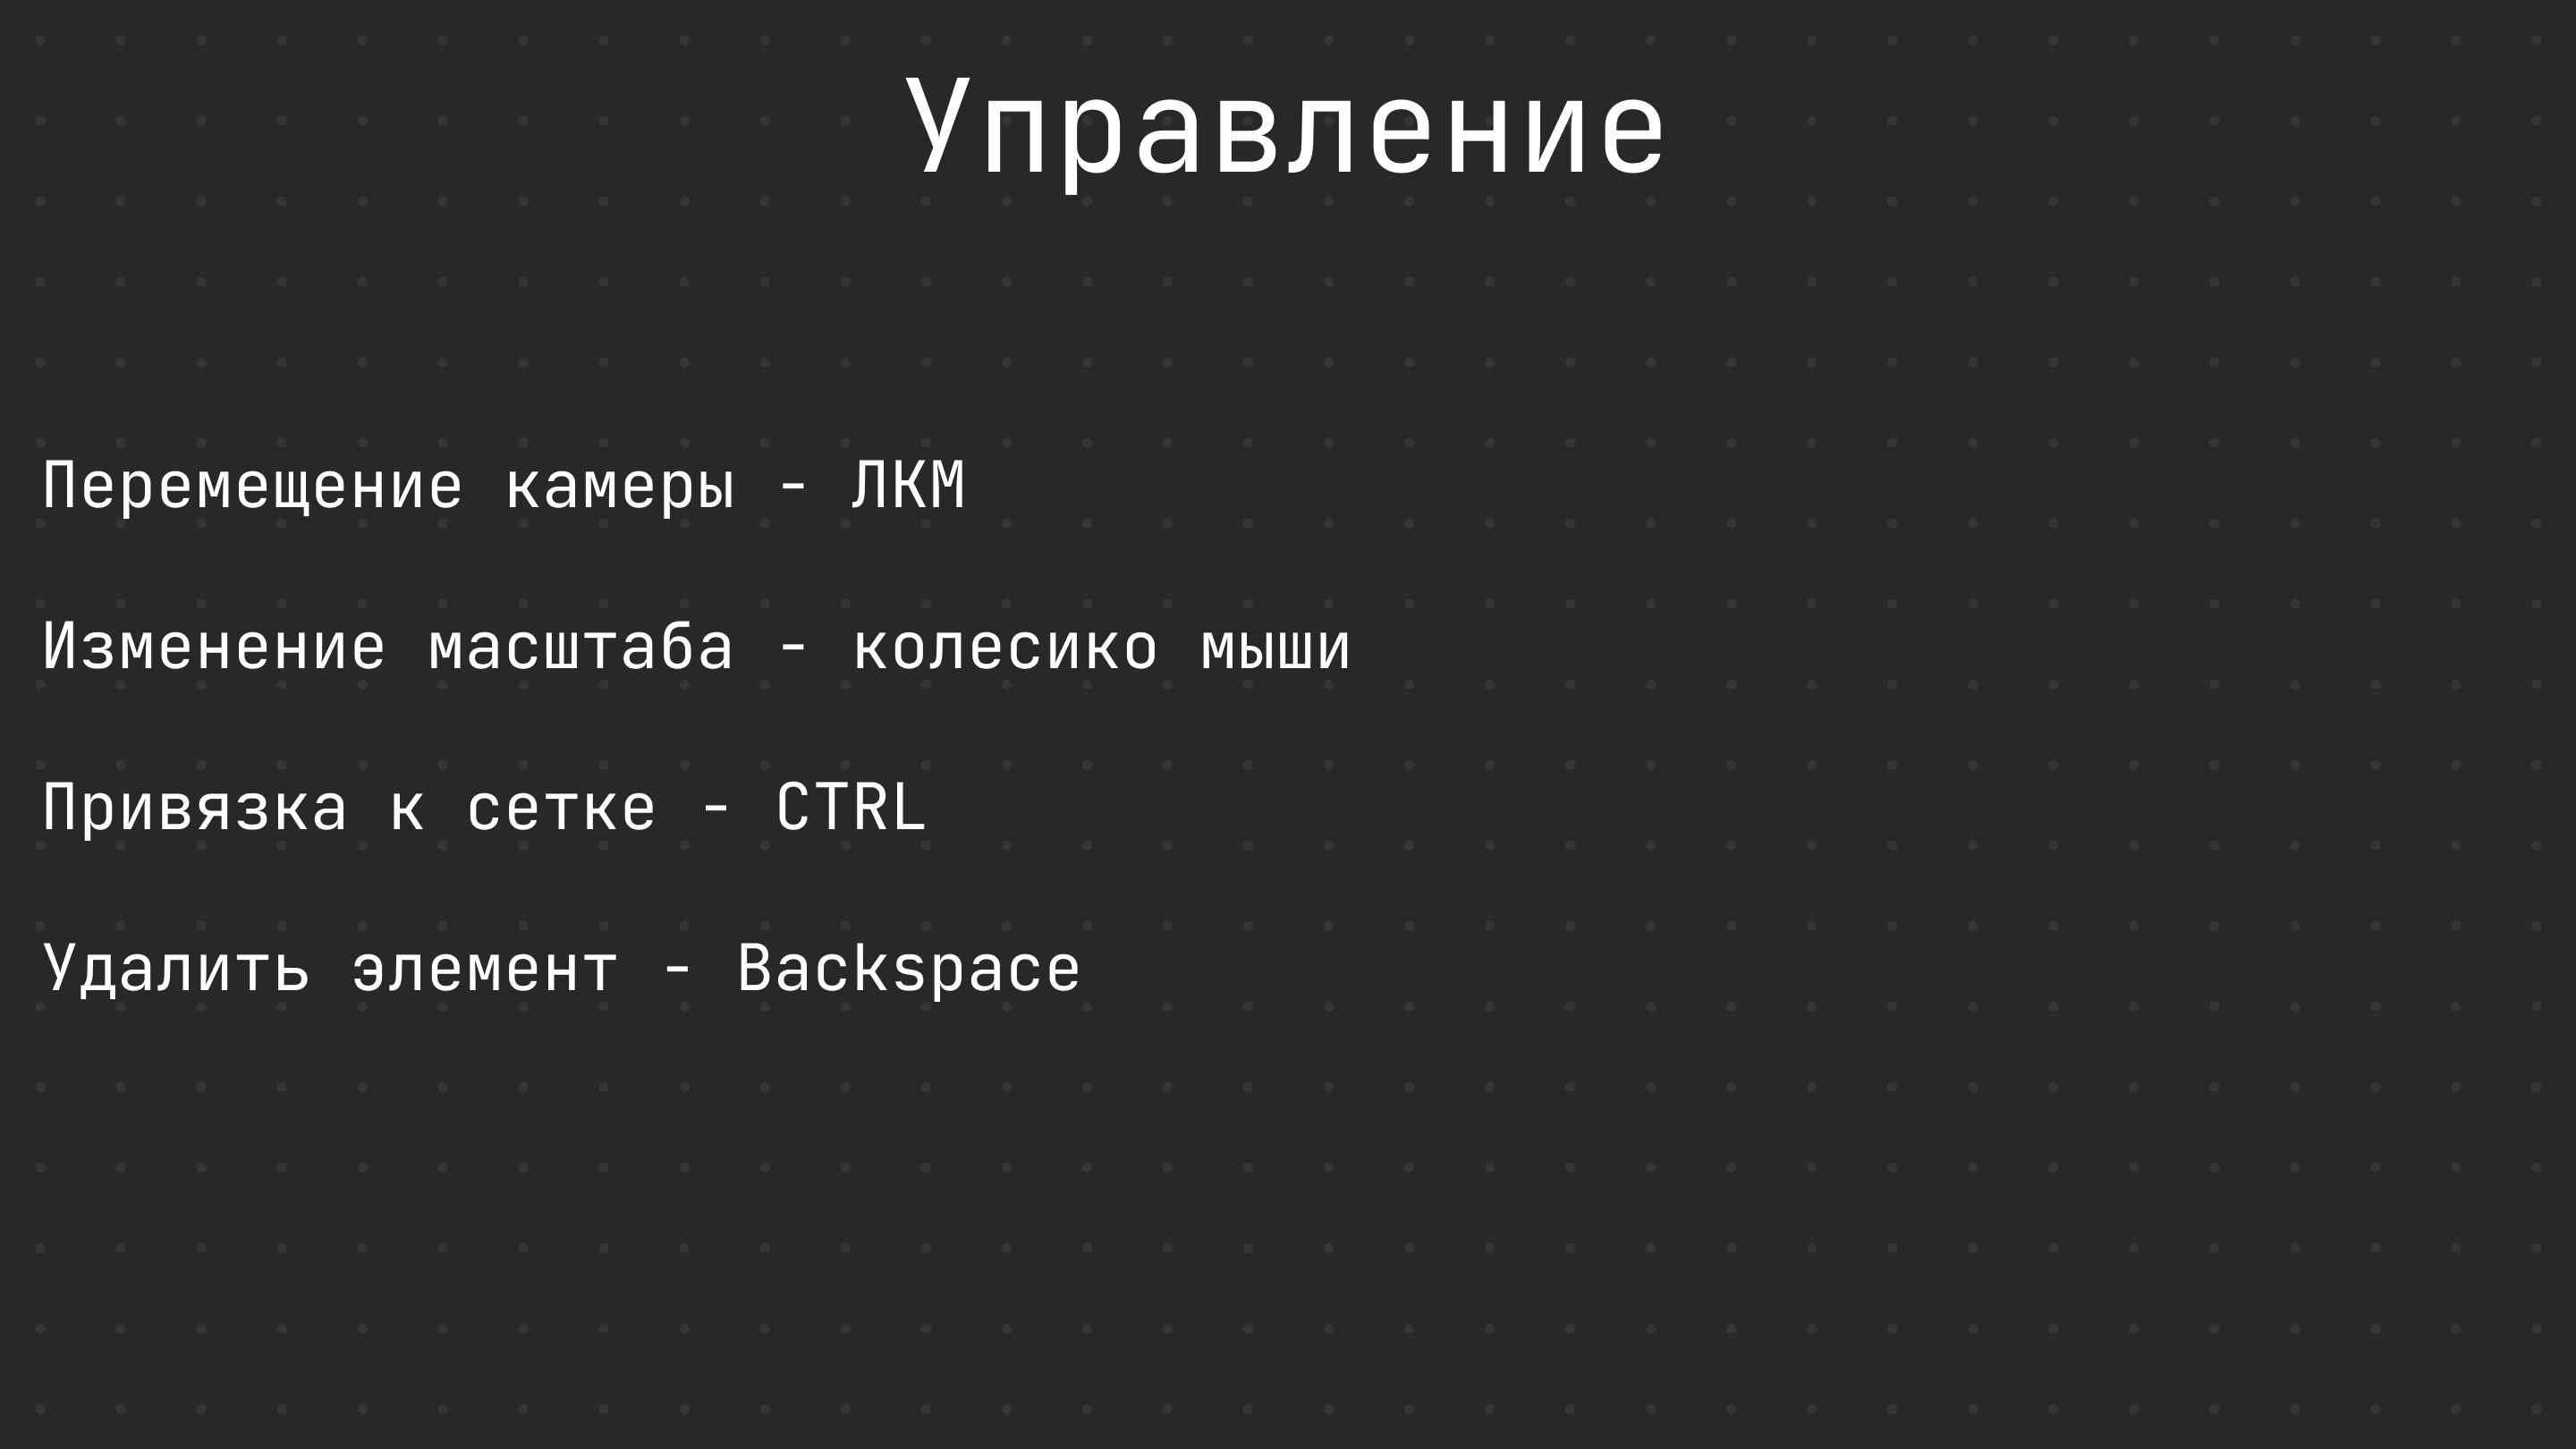 Управление
Перемещение камеры - ЛКМ
Изменение масштаба - колесико мыши
Привязка к сетке - CTRL
Удалить элемент - Backspace